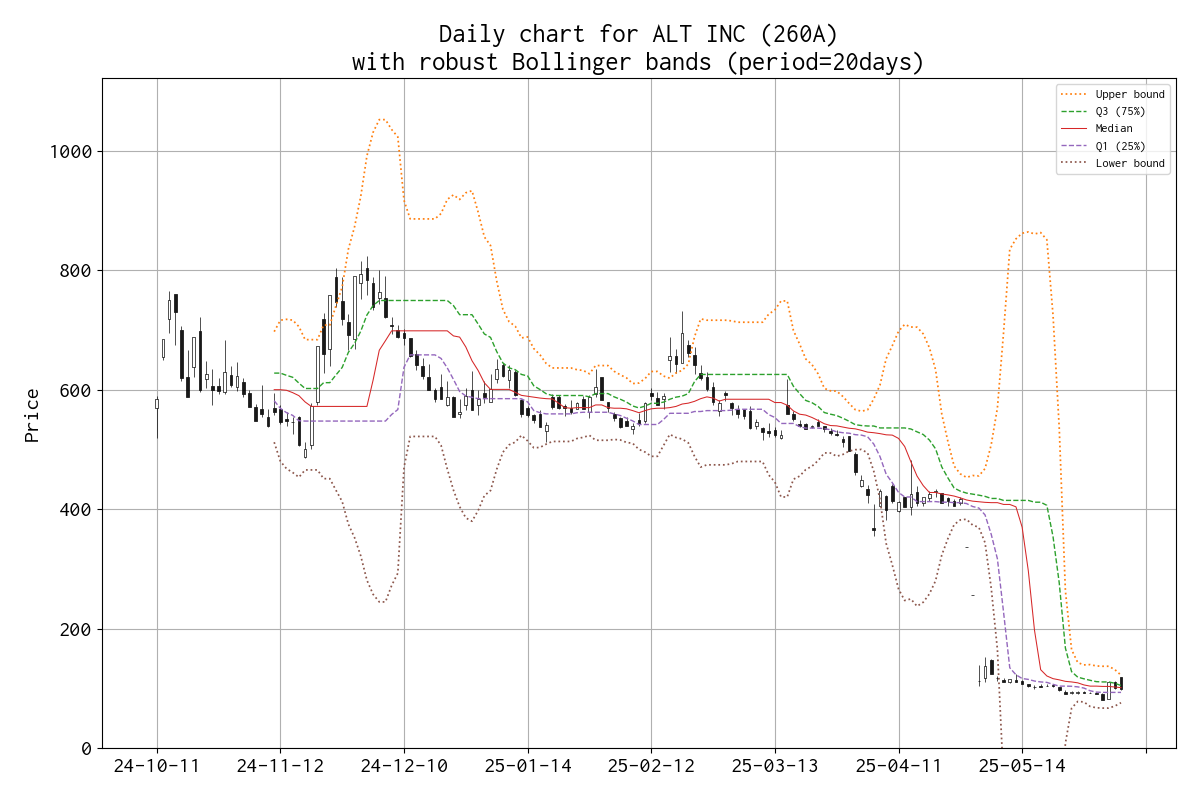 Daily chart for ALT INC (260A)
with robust Bollinger bands (period=20days)
Upper bound
Q3 (75%)
Median
Q1 (25%)
Lower bound
Price
1000
800
600
400
200
0
24-10-11
24-11-12
24-12-10
25-01-14
25-02-12
25-03-13
25-04-11
25-05-14